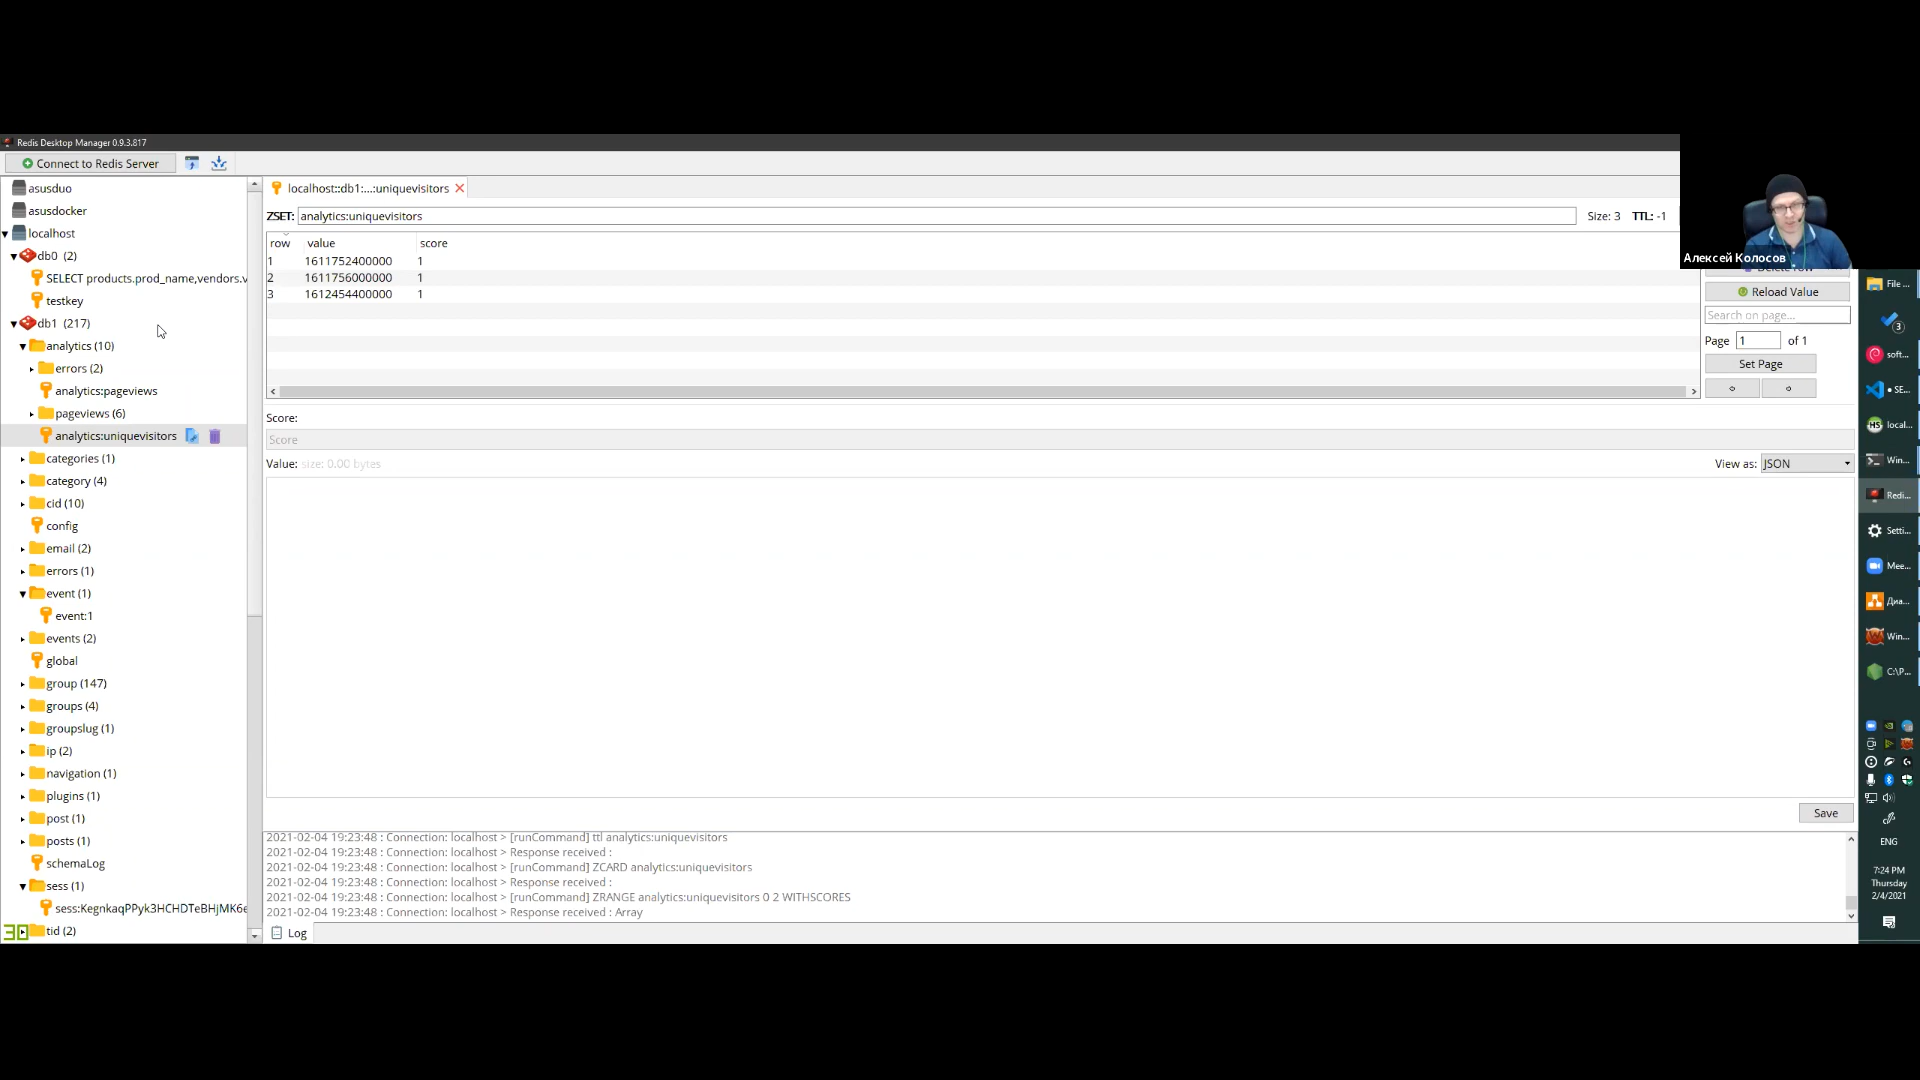 Redis Desktop Manager 0.9.3.817
Connect to Redis Server
asusduo
asusdocker
localhost
db0 (2)
SELECT products.prod_name,vendors.v
testkey
db1 (217)
analytics (10)
errors (2)
analytics:pageviews
pageviews (6)
analytics:uniquevisitors
categories (1)
category (4)
cid (10)
config
email (2)
errors (1)
event (1)
event:1
events (2)
global
group (147)
groups (4)
groupslug (1)
ip (2)
navigation (1)
plugins (1)
post (1)
posts (1)
schemaLog
sess (1)
sess:KegnkaqPPyk3HCHDTeBHjMK6e
30
tid (2)
localhost::db1:...:uniquevisitors
ZSET: analytics:uniquevisitors Size: 3 TTL: -1
row value score
1 1611752400000 1
2 1611756000000 1
3 1612454400000 1
Delete row
Reload Value
Search on page...
Page 1 of 1
Set Page
Score:
Score
Value: size: 0.00 bytes
View as: JSON
Save
2021-02-04 19:23:48 : Connection: localhost > [runCommand] ttl analytics:uniquevisitors
2021-02-04 19:23:48 : Connection: localhost > Response received :
2021-02-04 19:23:48 : Connection: localhost > [runCommand] ZCARD analytics:uniquevisitors
2021-02-04 19:23:48 : Connection: localhost > Response received :
2021-02-04 19:23:48 : Connection: localhost > [runCommand] ZRANGE analytics:uniquevisitors 0 2 WITHSCORES
2021-02-04 19:23:48 : Connection: localhost > Response received : Array
Log
Алексей Колосов
File ...
3
soft...
● SE...
HS local...
Win...
Redi...
Setti...
Mee...
Диа...
Win...
C:\P...
ENG
7:24 PM
Thursday
2/4/2021